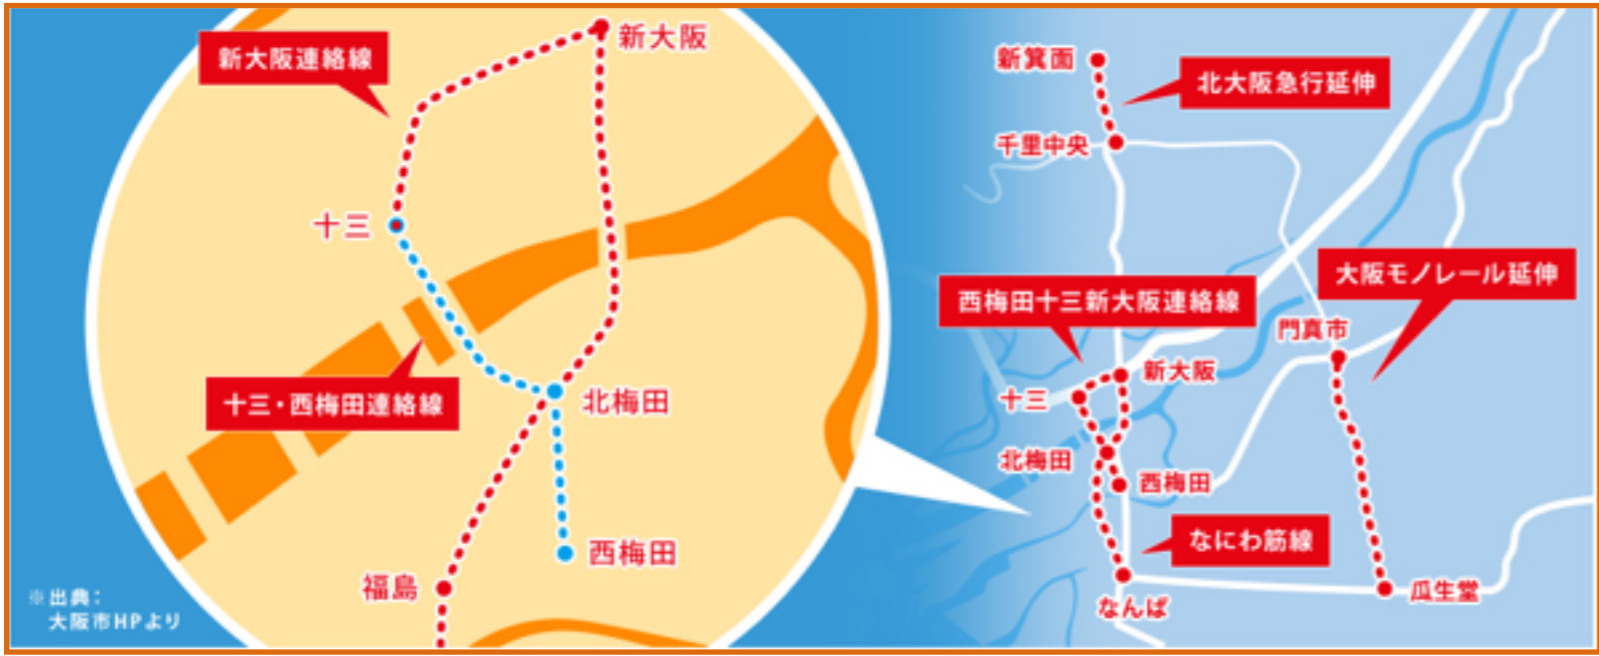 新大阪連絡線
新大阪
十三
十三・西梅田連絡線
北梅田
西梅田
福島
※出典：
大阪市HPより
新箕面
北大阪急行延伸
千里中央
大阪モノレール延伸
西梅田十三新大阪連絡線
門真市
新大阪
十三
北梅田
西梅田
なにわ筋線
瓜生堂
なんば